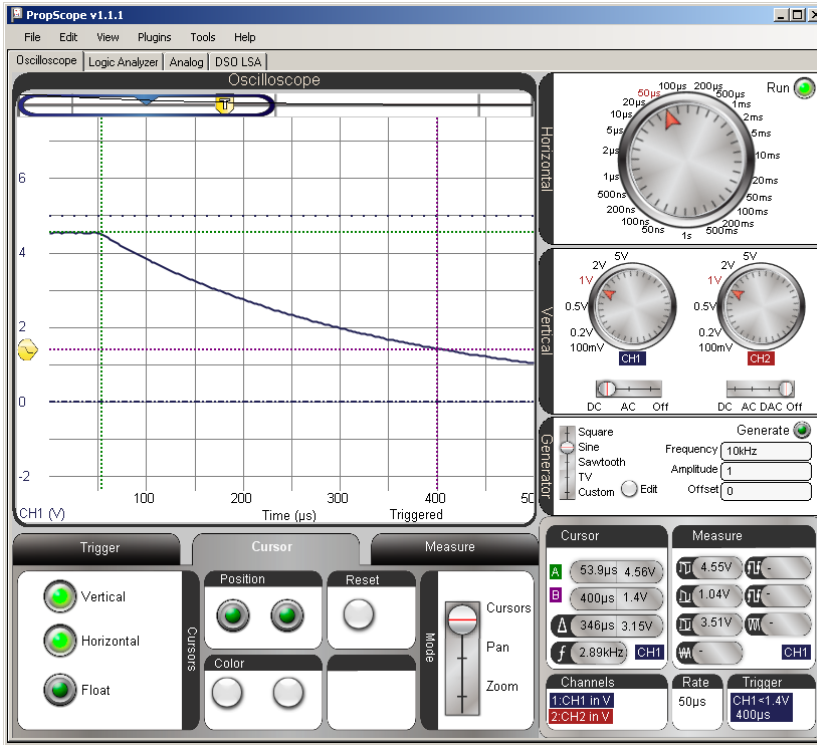 PropScope v1.1.1
File Edit View Plugins Tools Help
Oscilloscope Logic Analyzer Analog DSO LSA
Oscilloscope
T
6
4
2
0
-2
100 200 300 400 50
CH1 (V) Time (µs) Triggered
Horizontal
Run
50µs 100µs 200µs 500µs
20µs 1ms
10µs 2ms
5µs 5ms
2µs 10ms
1µs 20ms
500ns 50ms
200ns 100ms
100ns 200ms
50ns 1s 500ms
Vertical
2V 5V
1V
0.5V
0.2V
100mV
CH1
DC AC Off
2V 5V
1V
0.5V
0.2V
100mV
CH2
DC AC DAC Off
Generator
Square
Sine
Sawtooth
TV
Custom Edit
Generate
Frequency 10kHz
Amplitude 1
Offset 0
Trigger Cursor Measure
Vertical
Horizontal
Float
Cursors
Position
Reset
Color
Mode
Cursors
Pan
Zoom
Cursor
A 53.9µs 4.56V
B 400µs 1.4V
Δ 346µs 3.15V
f 2.89kHz CH1
Measure
4.55V -
1.04V -
3.51V -
- CH1
Channels
1:CH1 in V
2:CH2 in V
Rate
50µs
Trigger
CH1<1.4V
400µs